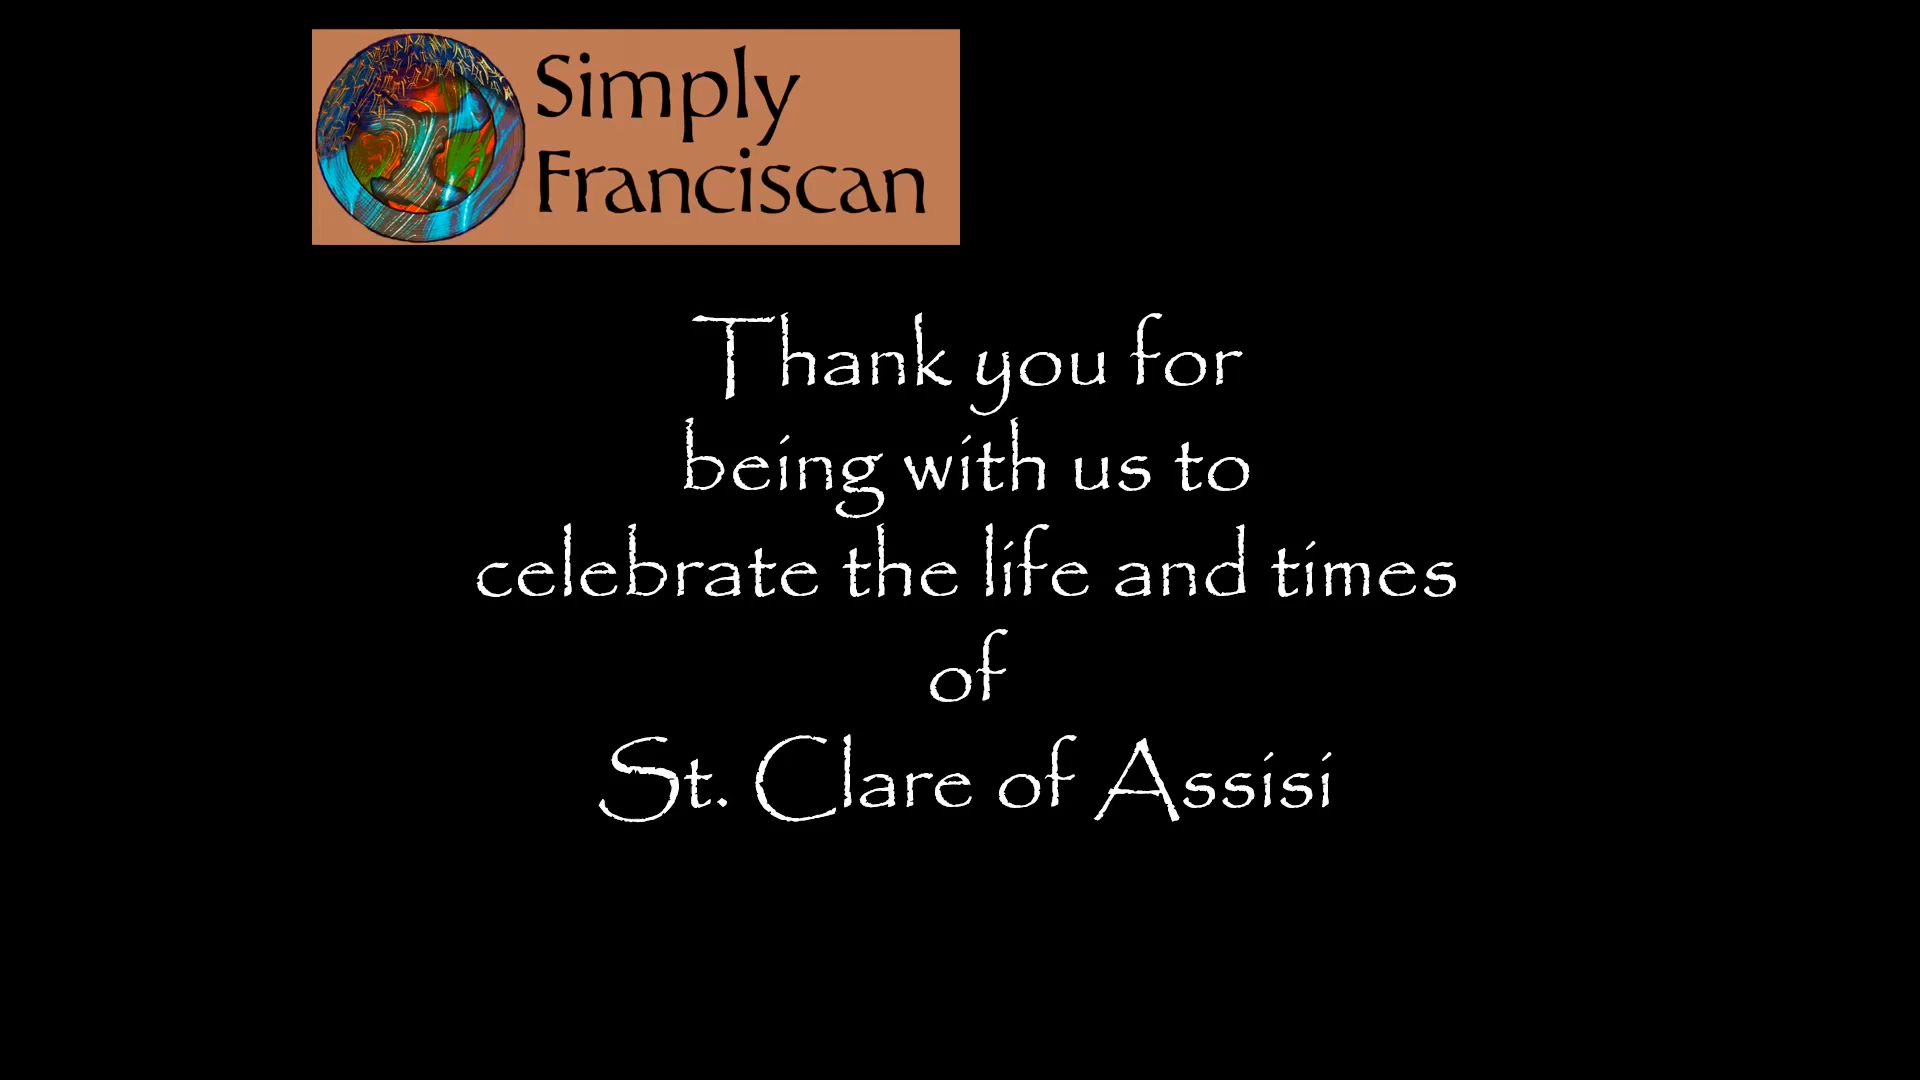 Simply
Franciscan
Thank you for
being with us to
celebrate the life and times
of
St. Clare of Assisi